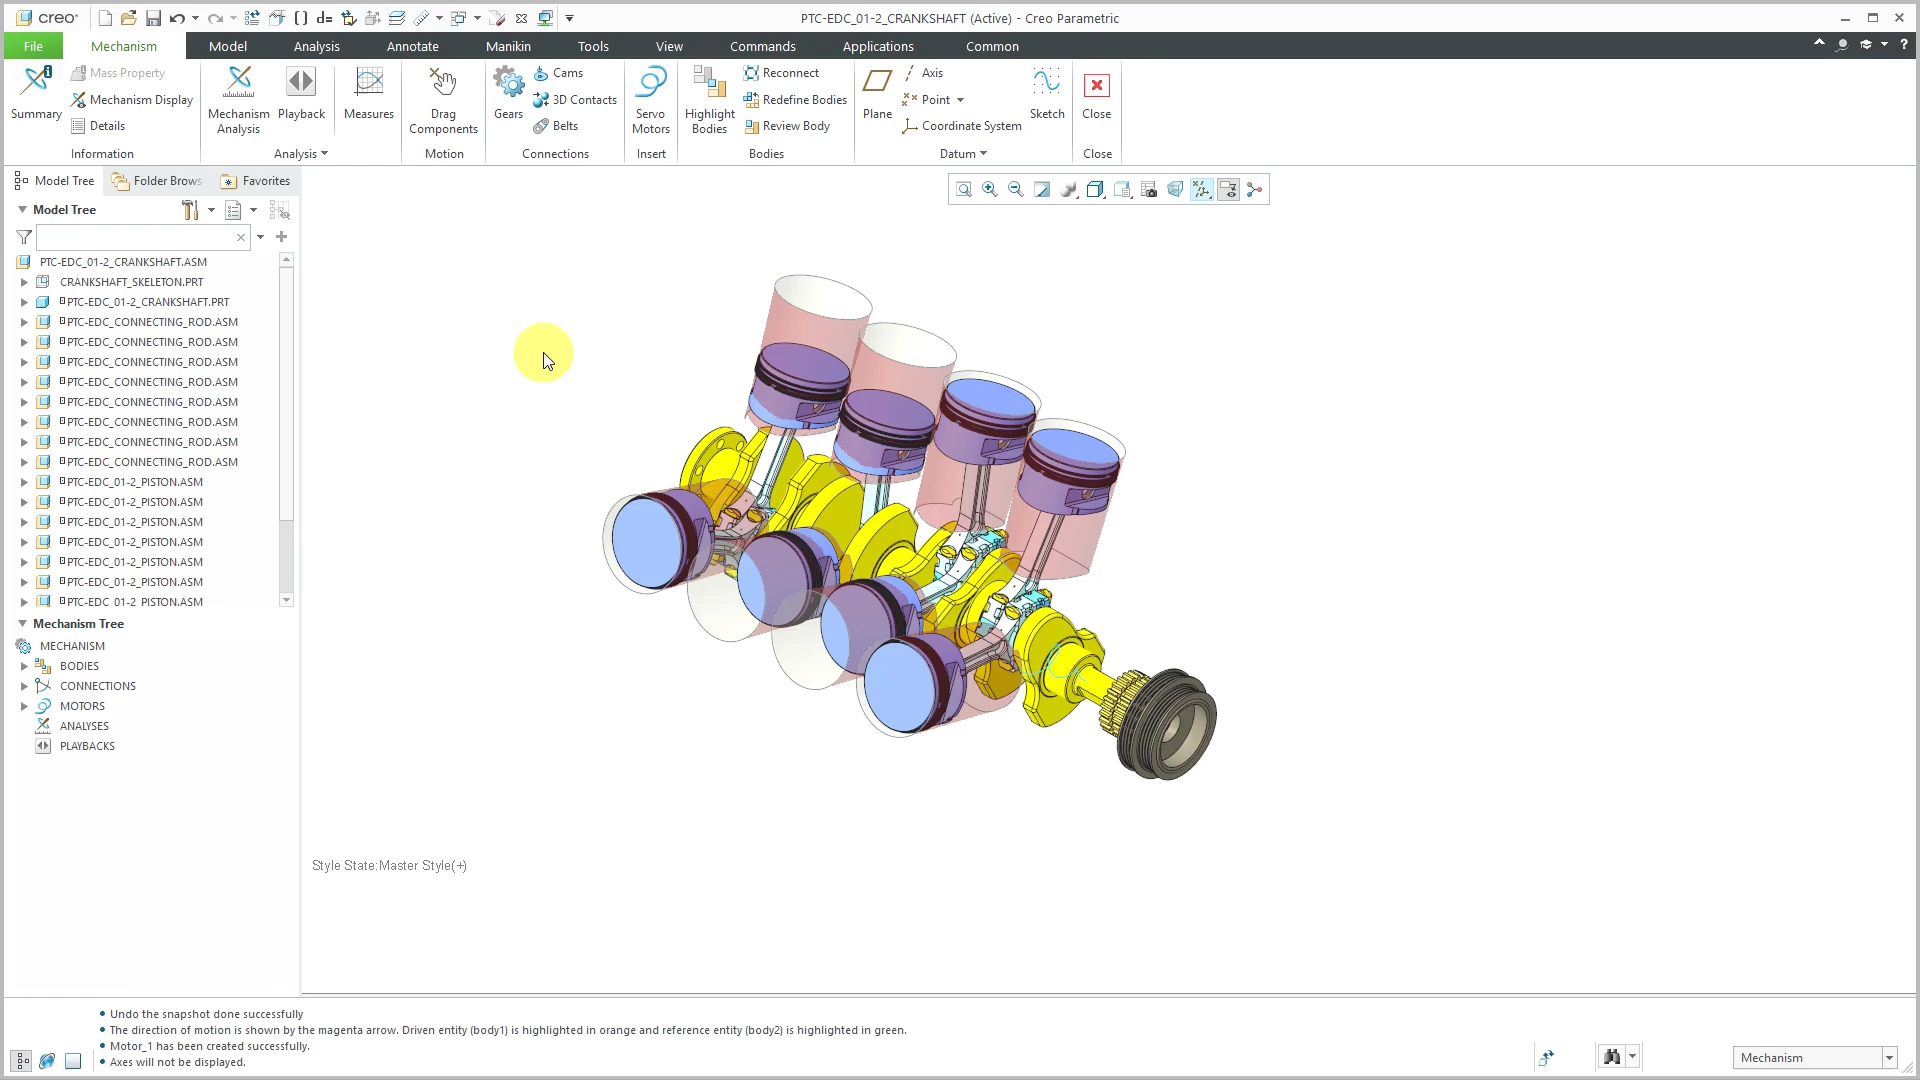 creo°
d=
PTC-EDC_01-2_CRANKSHAFT (Active) - Creo Parametric
File
Mechanism
Model
Analysis
Annotate
Manikin
Tools
View
Commands
Applications
Common
Summary
Mass Property
Mechanism Display
Details
Information
Mechanism
Analysis
Playback
Measures
Analysis
Drag
Components
Motion
Gears
Cams
3D Contacts
Belts
Connections
Servo
Motors
Insert
Highlight
Bodies
Reconnect
Redefine Bodies
Review Body
Bodies
Plane
Axis
Point
Coordinate System
Sketch
Datum
Close
Close
Model Tree
Folder Brows
Favorites
Model Tree
PTC-EDC_01-2_CRANKSHAFT.ASM
CRANKSHAFT_SKELETON.PRT
PTC-EDC_01-2_CRANKSHAFT.PRT
PTC-EDC_CONNECTING_ROD.ASM
PTC-EDC_CONNECTING_ROD.ASM
PTC-EDC_CONNECTING_ROD.ASM
PTC-EDC_CONNECTING_ROD.ASM
PTC-EDC_CONNECTING_ROD.ASM
PTC-EDC_CONNECTING_ROD.ASM
PTC-EDC_CONNECTING_ROD.ASM
PTC-EDC_CONNECTING_ROD.ASM
PTC-EDC_01-2_PISTON.ASM
PTC-EDC_01-2_PISTON.ASM
PTC-EDC_01-2_PISTON.ASM
PTC-EDC_01-2_PISTON.ASM
PTC-EDC_01-2_PISTON.ASM
PTC-EDC_01-2_PISTON.ASM
PTC-EDC_01-2_PISTON.ASM
Mechanism Tree
MECHANISM
BODIES
CONNECTIONS
MOTORS
ANALYSES
PLAYBACKS
Style State:Master Style(+)
• Undo the snapshot done successfully
• The direction of motion is shown by the magenta arrow. Driven entity (body1) is highlighted in orange and reference entity (body2) is highlighted in green.
• Motor_1 has been created successfully.
• Axes will not be displayed.
Mechanism